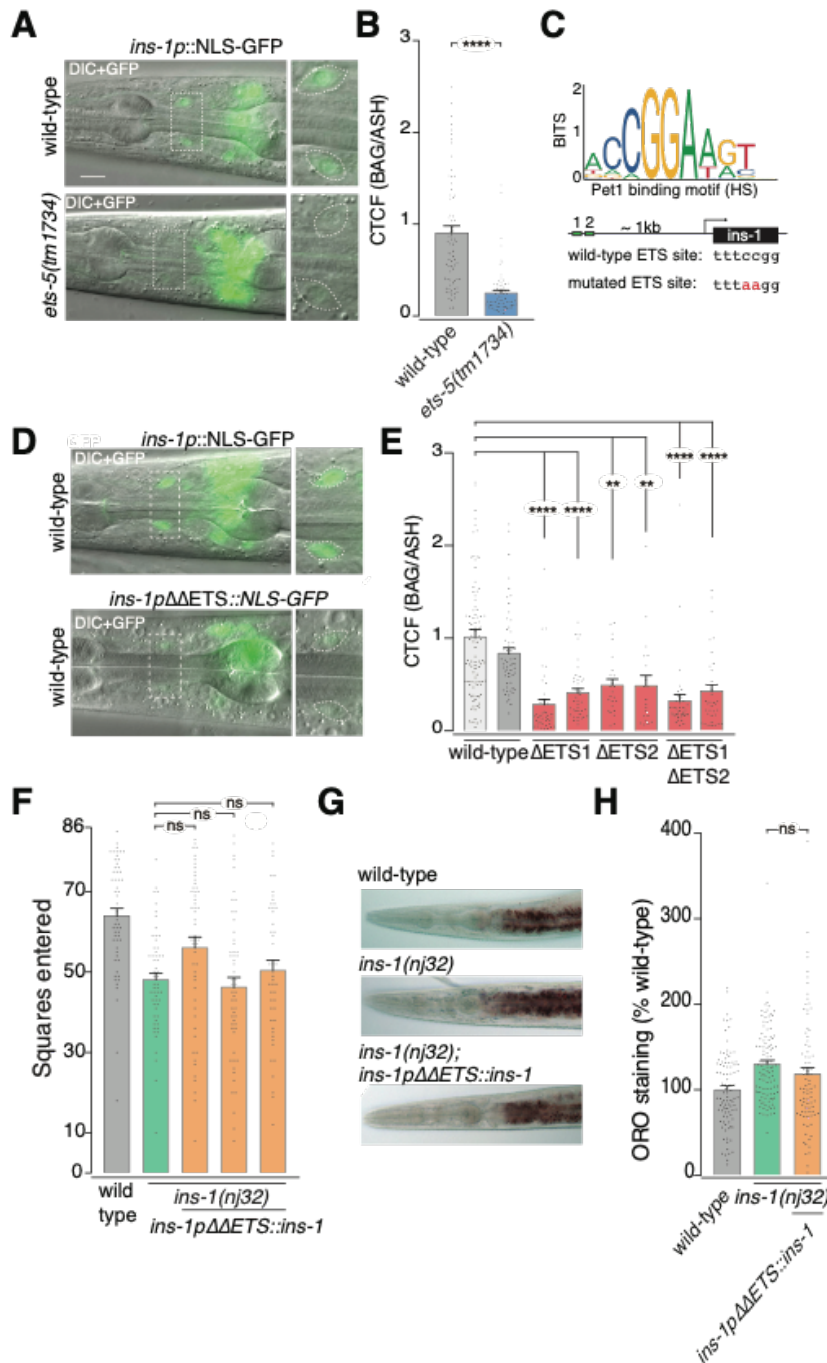 A
ins-1p::NLS-GFP
DIC+GFP
wild-type
DIC+GFP
ets-5(tm1734)
B
CTCF (BAG/ASH)
3
2
1
0
****
wild-type
ets-5(tm1734)
C
BITS
2
1
0
ACCGGAAGT
Pet1 binding motif (HS)
1 2
~ 1kb
ins-1
wild-type ETS site: tttccgg
mutated ETS site: tttaagg
D
ins-1p::NLS-GFP
DIC+GFP
wild-type
ins-1pΔΔETS::NLS-GFP
DIC+GFP
wild-type
E
CTCF (BAG/ASH)
3
2
1
0
**** **** ** ** **** ****
wild-type ΔETS1 ΔETS2 ΔETS1
ΔETS2
F
Squares entered
86
70
50
30
10
0
ns
ns
ns
wild
type
ins-1(nj32)
ins-1pΔΔETS::ins-1
G
wild-type
ins-1(nj32)
ins-1(nj32);
ins-1pΔΔETS::ins-1
H
ORO staining (% wild-type)
400
300
200
100
0
ns
wild-type
ins-1(nj32)
ins-1pΔΔETS::ins-1